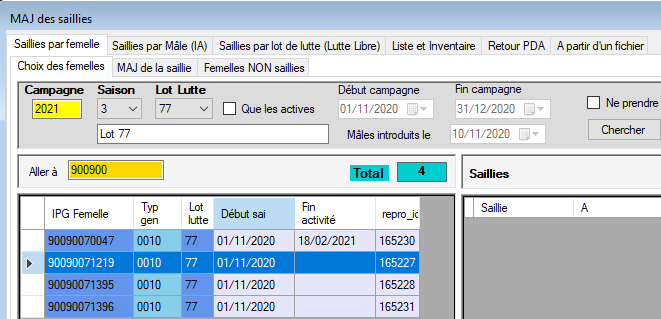 MAJ des saillies
Saillies par femelle Saillies par Mâle (IA) Saillies par lot de lutte (Lutte Libre) Liste et Inventaire Retour PDA A partir d'un fichier
Choix des femelles MAJ de la saillie Femelles NON saillies
Campagne Saison Lot Lutte Début campagne Fin campagne
2021 3 77 Que les actives 01/11/2020 31/12/2020 Ne prendre
Lot 77 Mâles introduits le 10/11/2020 Chercher
Aller à 900900 Total 4 Saillies
IPG Femelle Typ gen Lot lutte Début sai Fin activité repro_ic Saillie A
90090070047 0010 77 01/11/2020 18/02/2021 165230
90090071219 0010 77 01/11/2020 165227
90090071395 0010 77 01/11/2020 165228
90090071396 0010 77 01/11/2020 165231